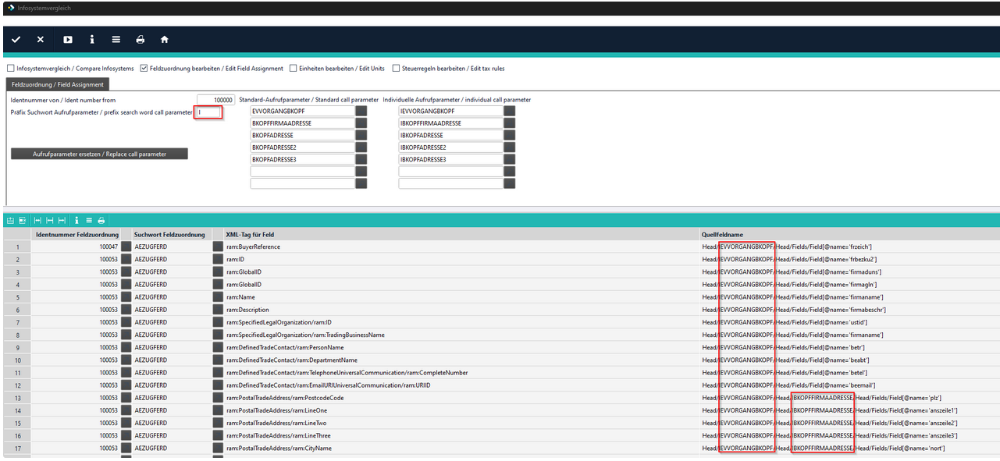 Infosystemvergleich
Infosystemvergleich / Compare Infosystems Feldzuordnung bearbeiten / Edit Field Assignment Einheiten bearbeiten / Edit Units Steuerregeln bearbeiten / Edit tax rules
Feldzuordnung / Field Assignment
Identnummer von / Ident number from 100000 Standard-Aufrufparameter / Standard call parameter Individuelle Aufrufparameter / individual call parameter
Präfix Suchwort Aufrufparameter / prefix search word call parameter I EVVORGANGBKOPF IEVVORGANGBKOPF
BKOPFFIRMAADRESSE IBKOPFFIRMAADRESSE
BKOPFADRESSE IBKOPFADRESSE
BKOPFADRESSE2 IBKOPFADRESSE2
Aufrufparameter ersetzen / Replace call parameter BKOPFADRESSE3 IBKOPFADRESSE3
Identnummer Feldzuordnung Suchwort Feldzuordnung XML-Tag für Feld Quellfeldname
1 100047 AEZUGFERD ram:BuyerReference Head/IEVVORGANGBKOPF/Head/Fields/Field[@name='frzeich']
2 100053 AEZUGFERD ram:ID Head/IEVVORGANGBKOPF/Head/Fields/Field[@name='frbezku2']
3 100053 AEZUGFERD ram:GlobalID Head/IEVVORGANGBKOPF/Head/Fields/Field[@name='firmaduns']
4 100053 AEZUGFERD ram:GlobalID Head/IEVVORGANGBKOPF/Head/Fields/Field[@name='firmagln']
5 100053 AEZUGFERD ram:Name Head/IEVVORGANGBKOPF/Head/Fields/Field[@name='firmaname']
6 100053 AEZUGFERD ram:Description Head/IEVVORGANGBKOPF/Head/Fields/Field[@name='firmabeschr']
7 100053 AEZUGFERD ram:SpecifiedLegalOrganization/ram:ID Head/IEVVORGANGBKOPF/Head/Fields/Field[@name='ustid']
8 100053 AEZUGFERD ram:SpecifiedLegalOrganization/ram:TradingBusinessName Head/IEVVORGANGBKOPF/Head/Fields/Field[@name='firmaname']
9 100053 AEZUGFERD ram:DefinedTradeContact/ram:PersonName Head/IEVVORGANGBKOPF/Head/Fields/Field[@name='betr']
10 100053 AEZUGFERD ram:DefinedTradeContact/ram:DepartmentName Head/IEVVORGANGBKOPF/Head/Fields/Field[@name='beabt']
11 100053 AEZUGFERD ram:DefinedTradeContact/ram:TelephoneUniversalCommunication/ram:CompleteNumber Head/IEVVORGANGBKOPF/Head/Fields/Field[@name='betel']
12 100053 AEZUGFERD ram:DefinedTradeContact/ram:EmailURIUniversalCommunication/ram:URIID Head/IEVVORGANGBKOPF/Head/Fields/Field[@name='beemail']
13 100053 AEZUGFERD ram:PostalTradeAddress/ram:PostcodeCode Head/IEVVORGANGBKOPF/Head/IBKOPFFIRMAADRESSE/Head/Fields/Field[@name='plz']
14 100053 AEZUGFERD ram:PostalTradeAddress/ram:LineOne Head/IEVVORGANGBKOPF/Head/IBKOPFFIRMAADRESSE/Head/Fields/Field[@name='anszeile1']
15 100053 AEZUGFERD ram:PostalTradeAddress/ram:LineTwo Head/IEVVORGANGBKOPF/Head/IBKOPFFIRMAADRESSE/Head/Fields/Field[@name='anszeile2']
16 100053 AEZUGFERD ram:PostalTradeAddress/ram:LineThree Head/IEVVORGANGBKOPF/Head/IBKOPFFIRMAADRESSE/Head/Fields/Field[@name='anszeile3']
17 100053 AEZUGFERD ram:PostalTradeAddress/ram:CityName Head/IEVVORGANGBKOPF/Head/IBKOPFFIRMAADRESSE/Head/Fields/Field[@name='nort']